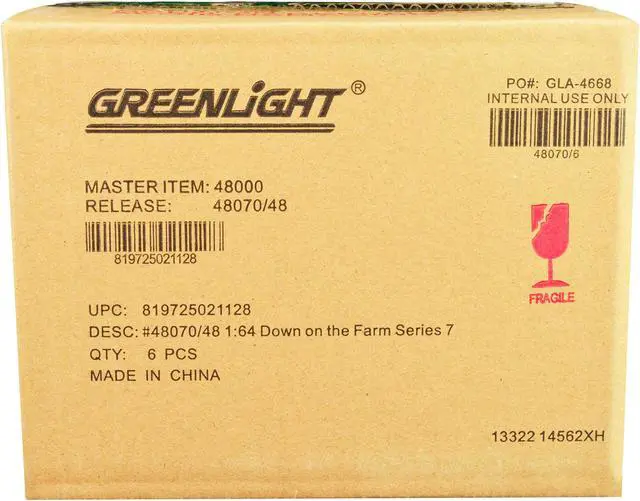 GREENLiGHT®
PO#: GLA-4668
INTERNAL USE ONLY
48070/6
MASTER ITEM: 48000
RELEASE: 48070/48
819725021128
FRAGILE
UPC: 819725021128
DESC: #48070/48 1:64 Down on the Farm Series 7
QTY: 6 PCS
MADE IN CHINA
13322 14562XH